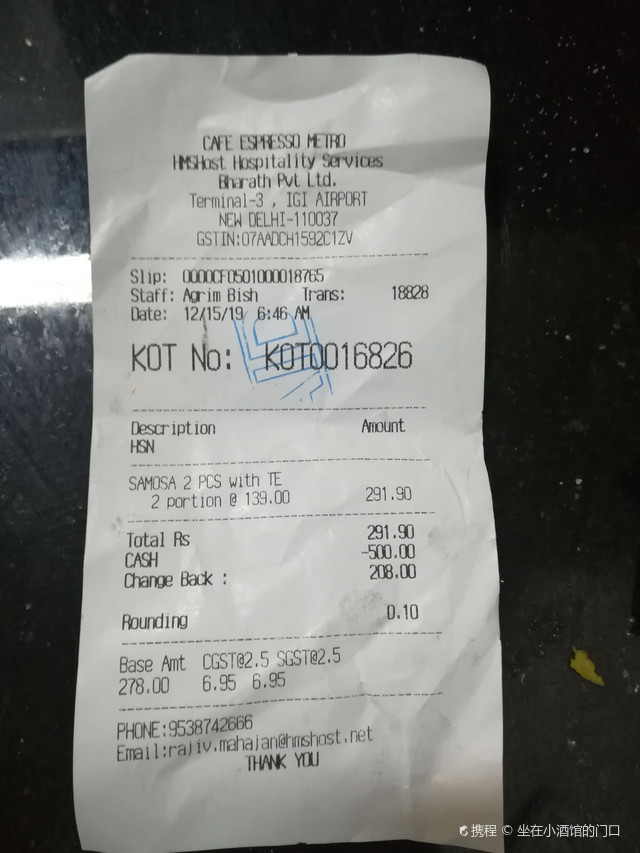 CAFE ESPRESSO METRO
HMSHost Hospitality Services
Bharath Pvt Ltd.
Terminal-3 , IGI AIRPORT
NEW DELHI-110037
GSTIN:07AADCH1592C1ZV
Slip: 0000CF0501000018765
Staff: Agrim Bish Trans: 18828
Date: 12/15/19 6:46 AM
KOT No: KOT0016826
Description Amount
HSN
SAMOSA 2 PCS with TE
2 portion @ 139.00 291.90
Total Rs 291.90
CASH -500.00
Change Back : 208.00
Rounding 0.10
Base Amt CGST@2.5 SGST@2.5
278.00 6.95 6.95
PHONE:9538742666
Email:rajiv.mahajan@hmshost.net
THANK YOU
携程 © 坐在小酒馆的门口